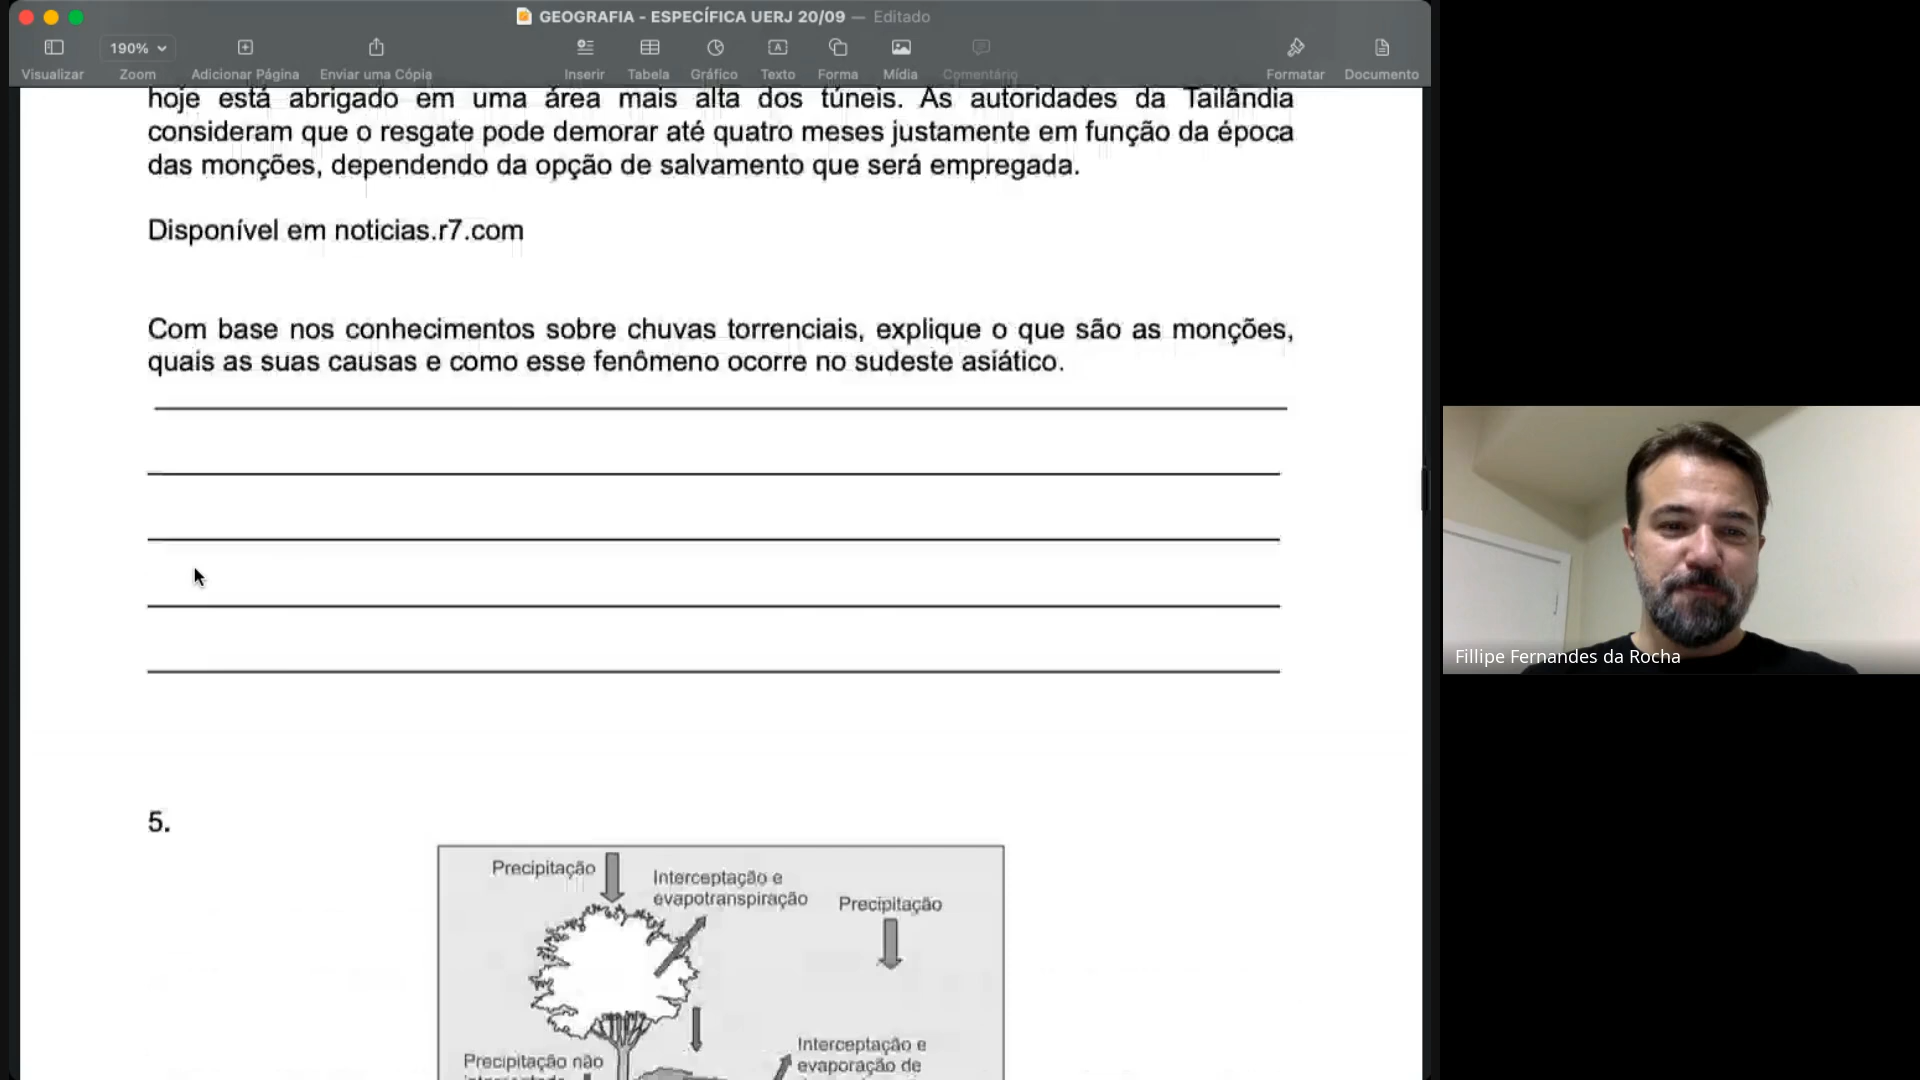 GEOGRAFIA - ESPECÍFICA UERJ 20/09 — Editado
190%
Visualizar Zoom Adicionar Página Enviar uma Cópia Inserir Tabela Gráfico Texto Forma Mídia Comentário Formatar Documento
hoje está abrigado em uma área mais alta dos túneis. As autoridades da Tailândia
consideram que o resgate pode demorar até quatro meses justamente em função da época
das monções, dependendo da opção de salvamento que será empregada.
Disponível em noticias.r7.com
Com base nos conhecimentos sobre chuvas torrenciais, explique o que são as monções,
quais as suas causas e como esse fenômeno ocorre no sudeste asiático.
5.
Precipitação
Interceptação e
evapotranspiração
Precipitação
Interceptação e
evaporação de
Precipitação não
Fillipe Fernandes da Rocha